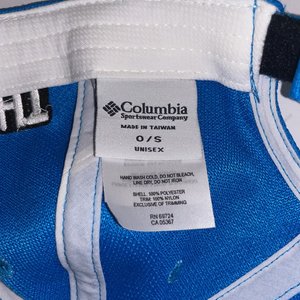 Columbia
Sportswear Company
MADE IN TAIWAN
O/S
UNISEX
HAND WASH COLD, DO NOT BLEACH,
LINE DRY, DO NOT IRON
SHELL: 100% POLYESTER
TRIM: 100% NYLON
EXCLUSIVE OF TRIMMING
RN 69724
CA 05367